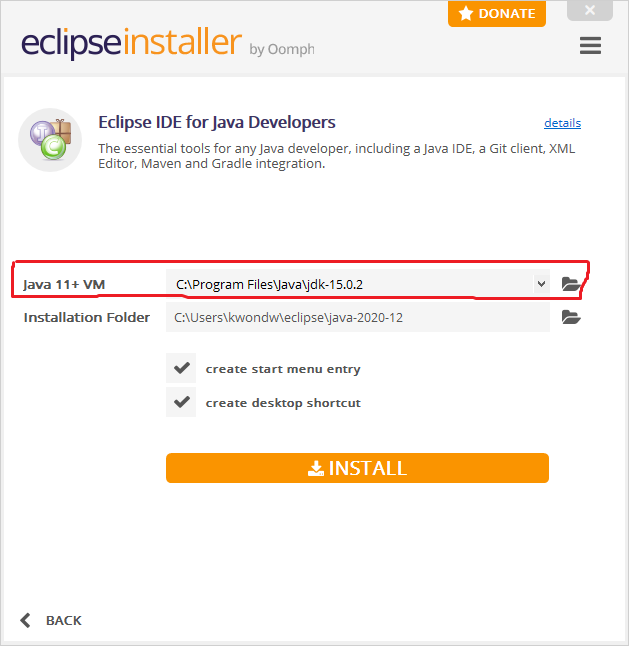 DONATE
eclipseinstaller by Oomph
Eclipse IDE for Java Developers
details
The essential tools for any Java developer, including a Java IDE, a Git client, XML
Editor, Maven and Gradle integration.
Java 11+ VM
C:\Program Files\Java\jdk-15.0.2
Installation Folder
C:\Users\kwondw\eclipse\java-2020-12
create start menu entry
create desktop shortcut
INSTALL
BACK